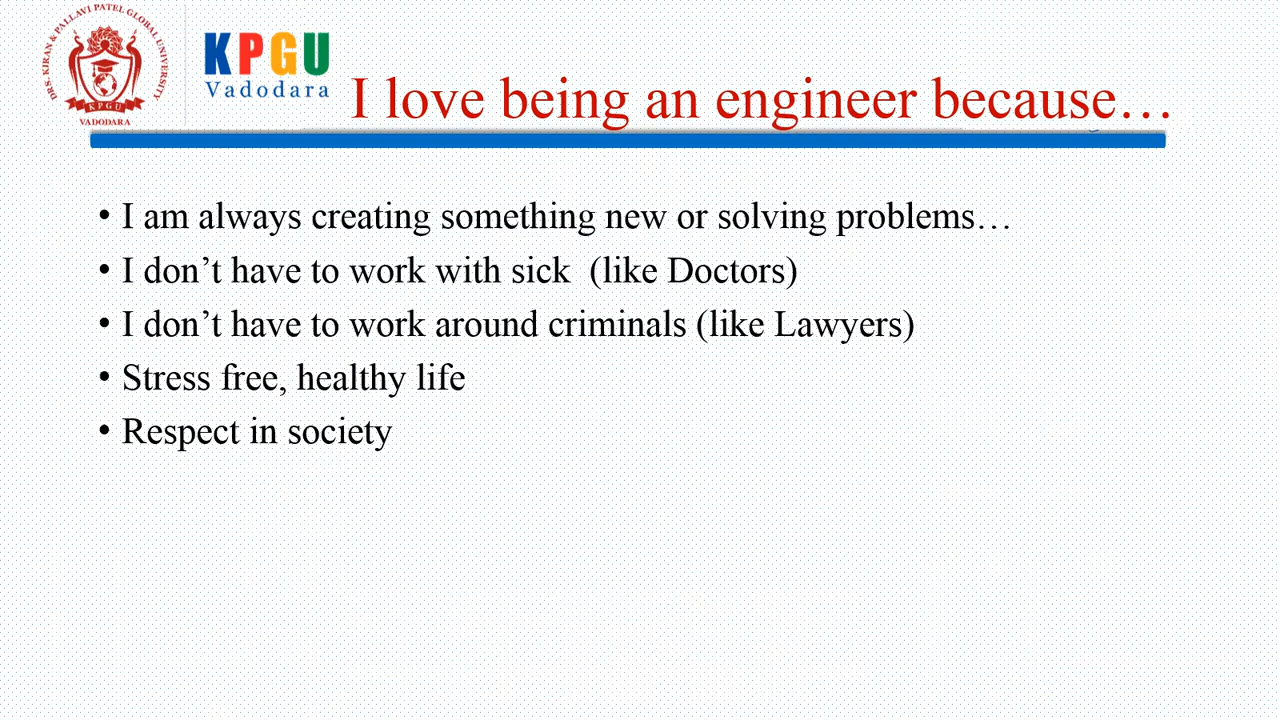 DRS. KIRAN & PALLAVI PATEL GLOBAL UNIVERSITY
KPGU
VADODARA
KPGU
Vadodara
I love being an engineer because…
• I am always creating something new or solving problems…
• I don’t have to work with sick  (like Doctors)
• I don’t have to work around criminals (like Lawyers)
• Stress free, healthy life
• Respect in society